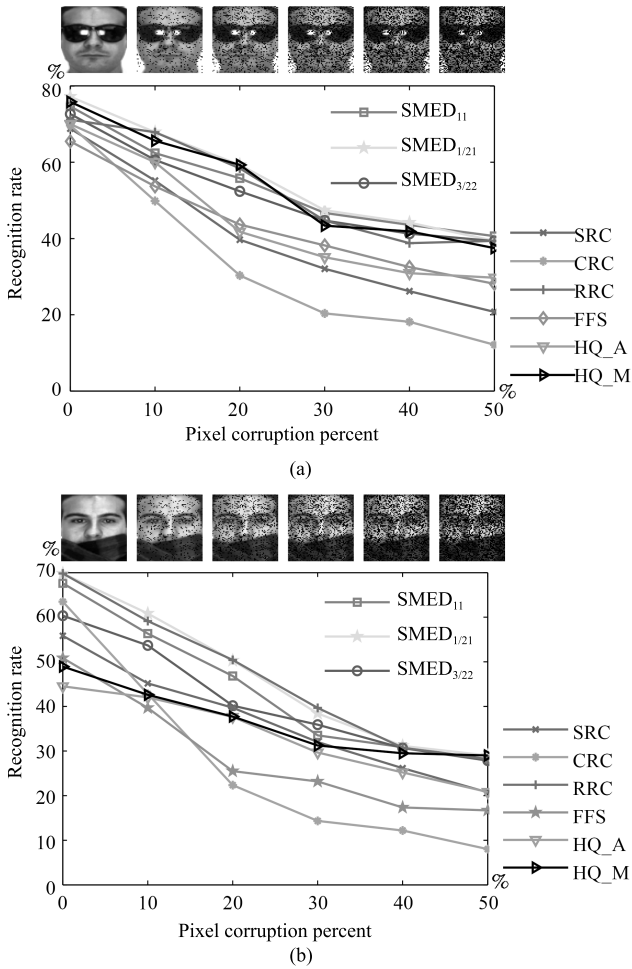 %
80
60
40
20
0
Recognition rate
SMED11
SMED1/21
SMED3/22
SRC
CRC
RRC
FFS
HQ_A
HQ_M
0 10 20 30 40 50
%
Pixel corruption percent
(a)
%
70
60
50
40
30
20
10
0
Recognition rate
SMED11
SMED1/21
SMED3/22
SRC
CRC
RRC
FFS
HQ_A
HQ_M
0 10 20 30 40 50
%
Pixel corruption percent
(b)